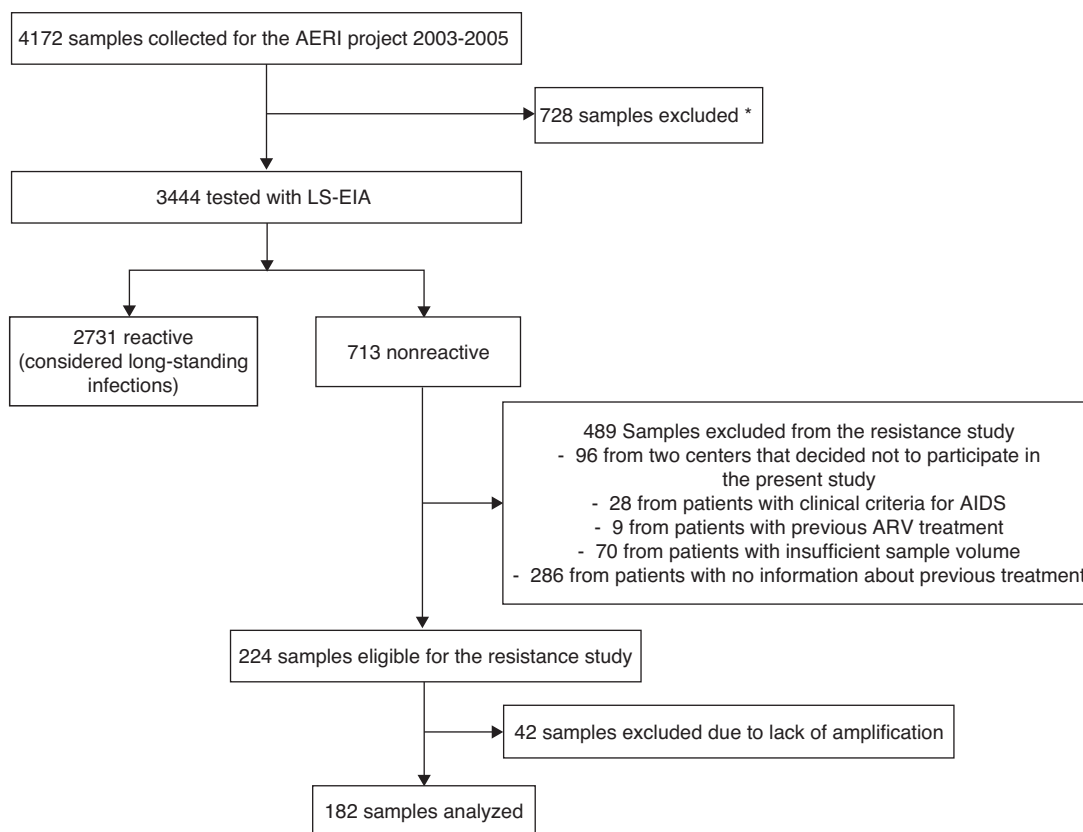 4172 samples collected for the AERI project 2003-2005
728 samples excluded *
3444 tested with LS-EIA
2731 reactive
(considered long-standing
infections)
713 nonreactive
489 Samples excluded from the resistance study
- 96 from two centers that decided not to participate in
the present study
- 28 from patients with clinical criteria for AIDS
- 9 from patients with previous ARV treatment
- 70 from patients with insufficient sample volume
- 286 from patients with no information about previous treatment
224 samples eligible for the resistance study
42 samples excluded due to lack of amplification
182 samples analyzed